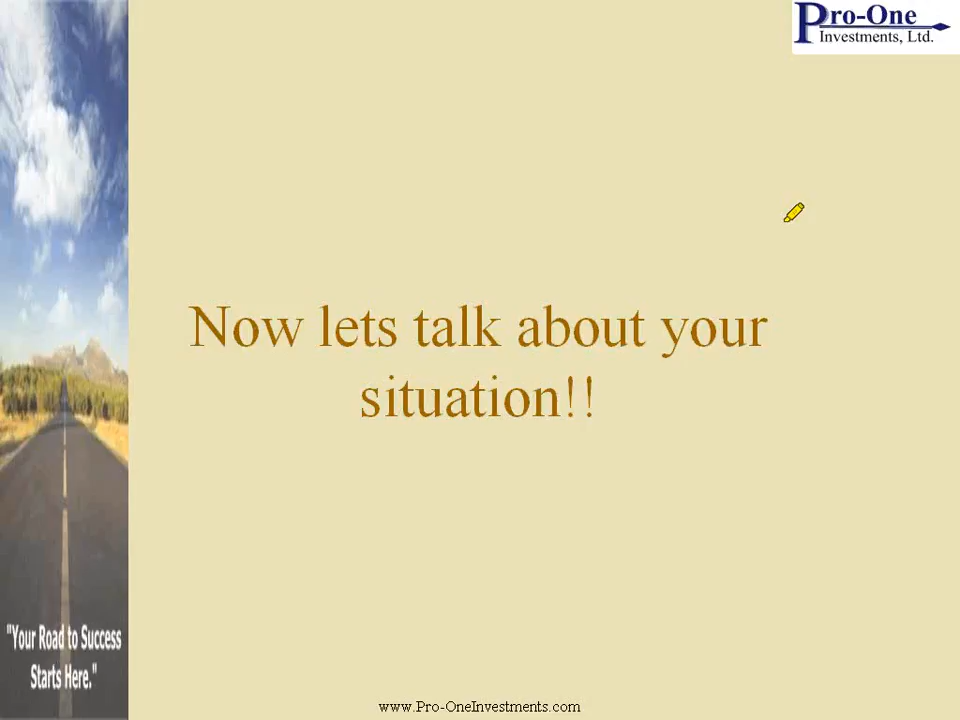 Pro-One
Investments, Ltd.
Now lets talk about your
situation!!
"Your Road to Success
Starts Here."
www.Pro-OneInvestments.com